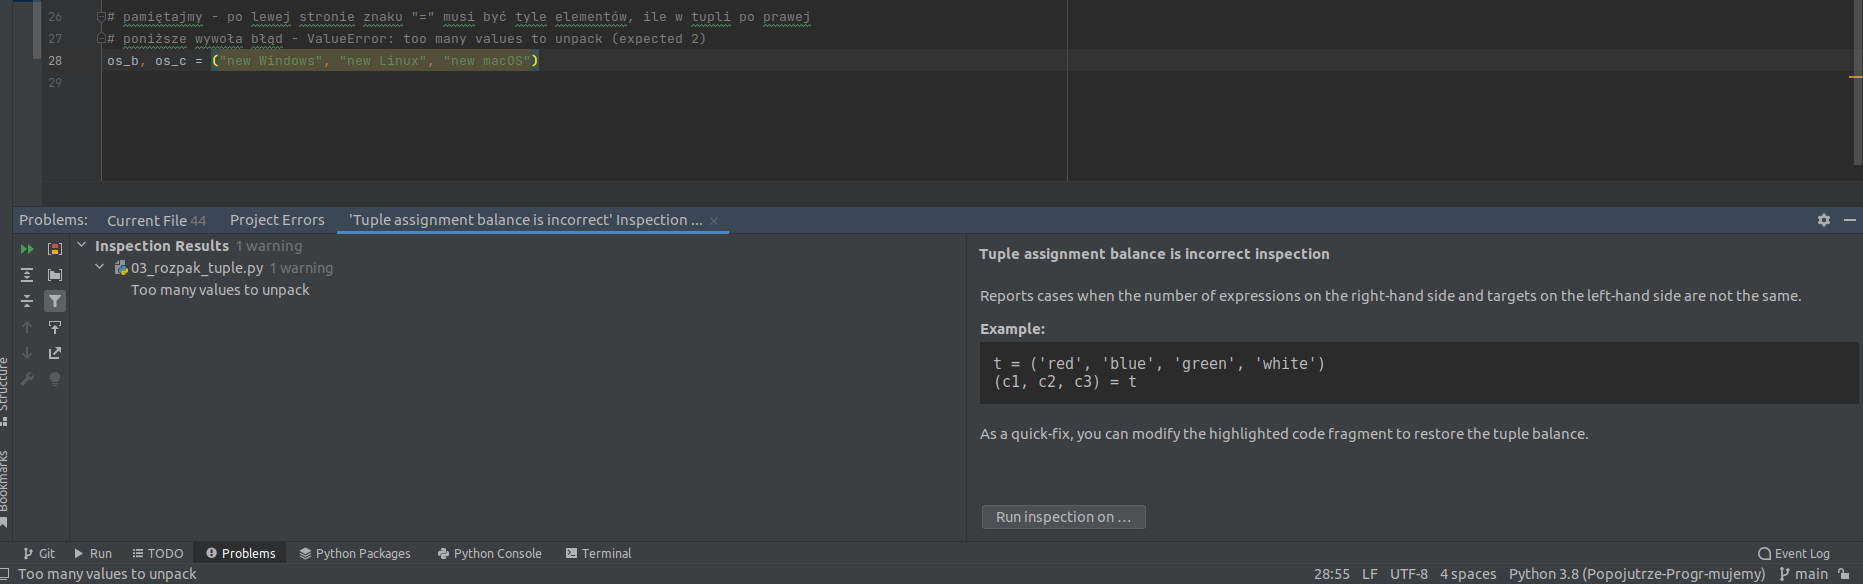 26 # pamiętajmy - po lewej stronie znaku "=" musi być tyle elementów, ile w tupli po prawej
27 # poniższe wywoła błąd - ValueError: too many values to unpack (expected 2)
28 os_b, os_c = ("new Windows", "new Linux", "new macOS")
29
Problems: Current File 44 Project Errors 'Tuple assignment balance is incorrect' Inspection ...
Inspection Results 1 warning
03_rozpak_tuple.py 1 warning
Too many values to unpack
Tuple assignment balance is incorrect inspection
Reports cases when the number of expressions on the right-hand side and targets on the left-hand side are not the same.
Example:
t = ('red', 'blue', 'green', 'white')
(c1, c2, c3) = t
As a quick-fix, you can modify the highlighted code fragment to restore the tuple balance.
Run inspection on ...
Structure
Bookmarks
Git Run TODO Problems Python Packages Python Console Terminal Event Log
Too many values to unpack 28:55 LF UTF-8 4 spaces Python 3.8 (Popojutrze-Progr-mujemy) main